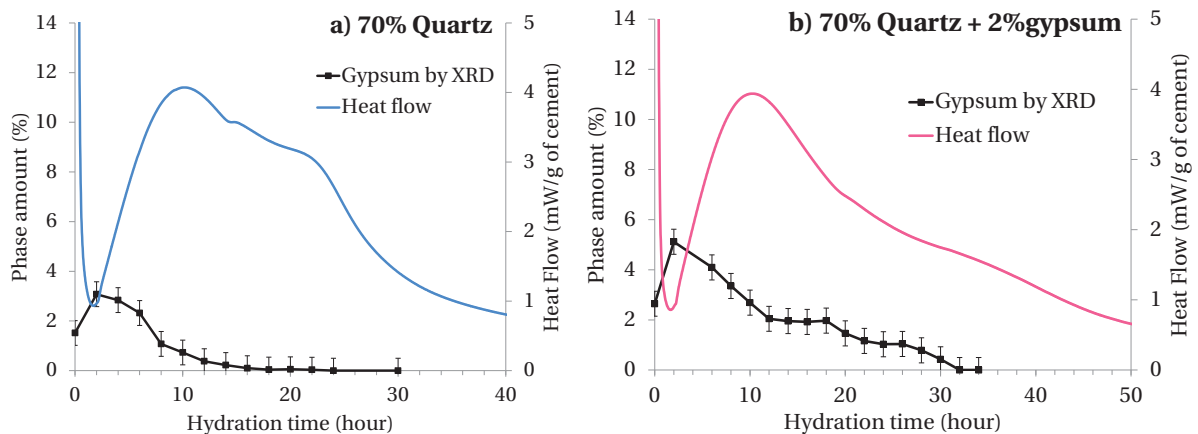 a) 70% Quartz
Gypsum by XRD
Heat flow
Phase amount (%)
14
12
10
8
6
4
2
0
Heat Flow (mW/g of cement)
5
4
3
2
1
0
0 10 20 30 40
Hydration time (hour)
b) 70% Quartz + 2%gypsum
Gypsum by XRD
Heat flow
Phase amount (%)
14
12
10
8
6
4
2
0
Heat Flow (mW/g of cement)
5
4
3
2
1
0
0 10 20 30 40 50
Hydration time (hour)